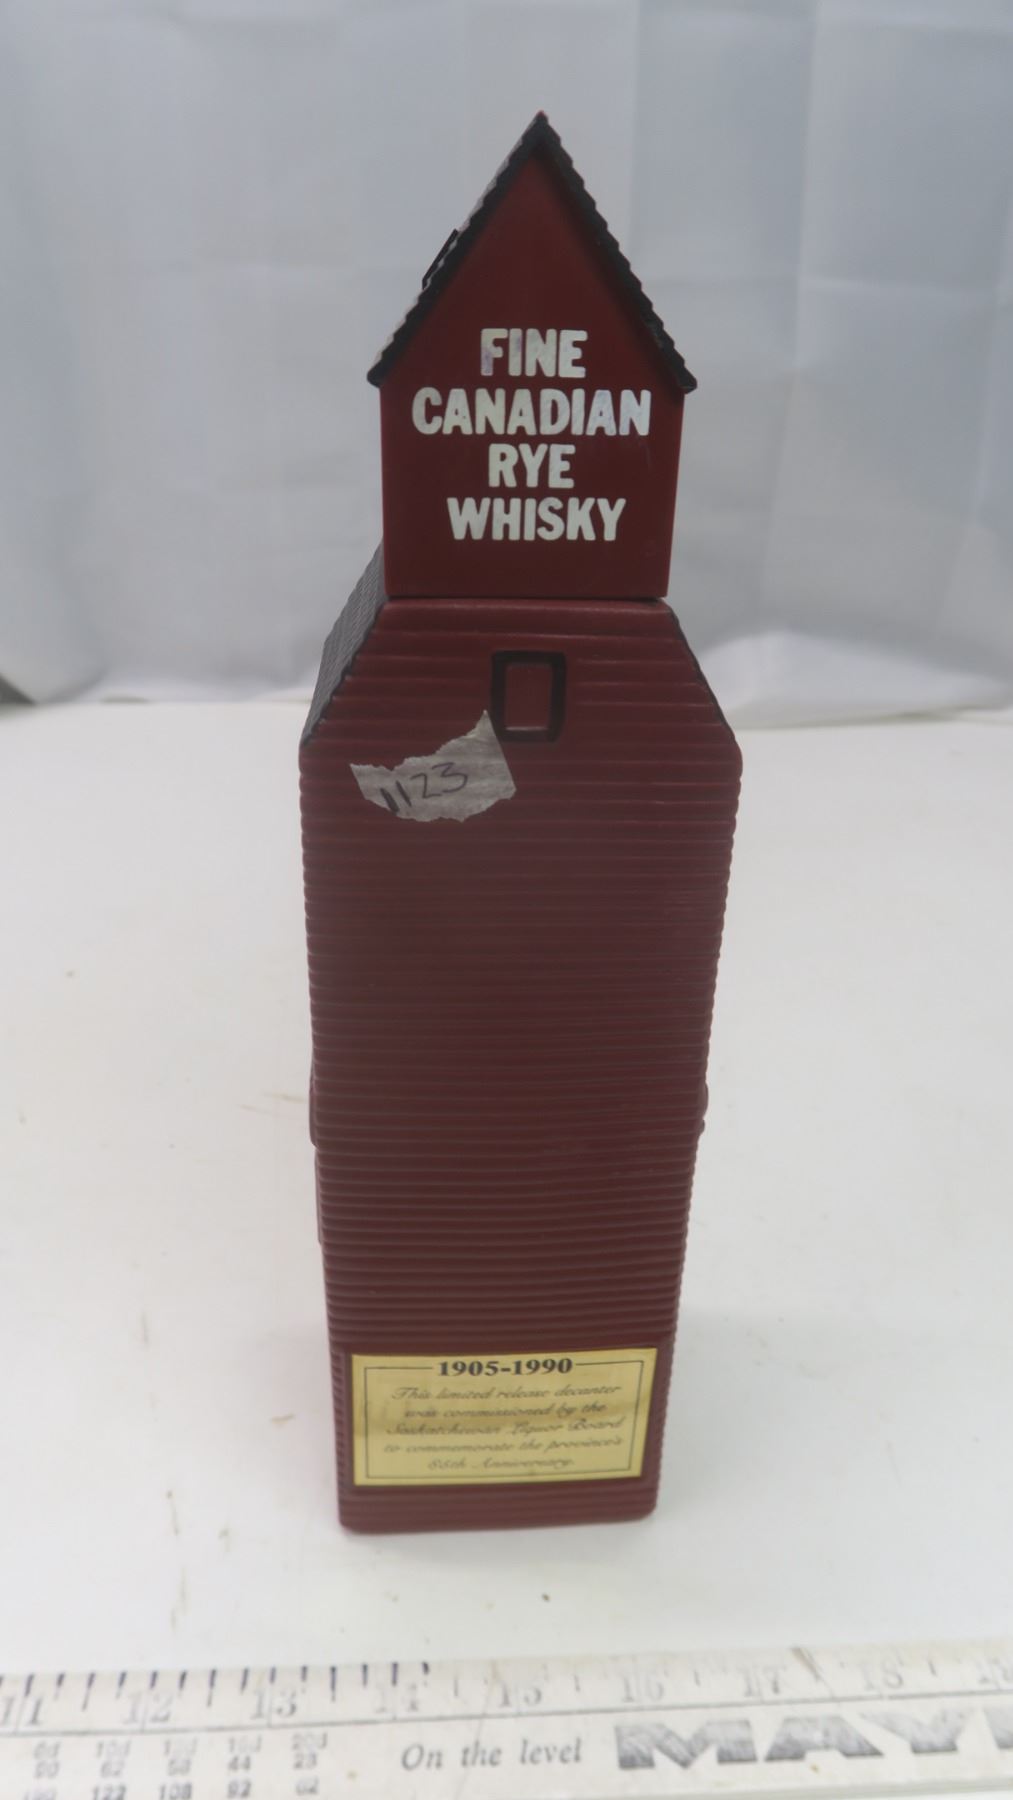 FINE
CANADIAN
RYE
WHISKY
1123
1905-1990
This limited release decanter
was commissioned by the
Saskatchewan Liquor Board
to commemorate the province's
85th Anniversary.
11 12 13 14 15 16 17 18
On the level